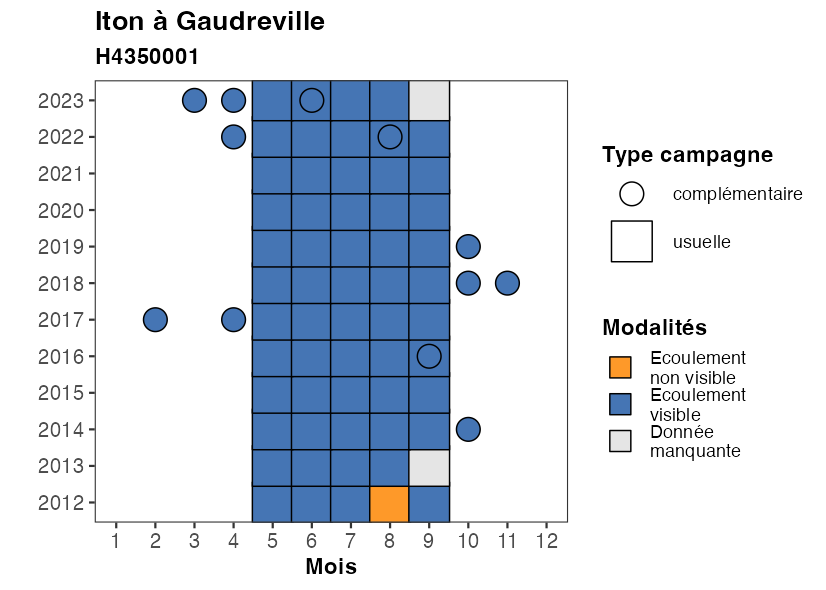 Iton à Gaudreville
H4350001
2023
2022
2021
2020
2019
2018
2017
2016
2015
2014
2013
2012
1 2 3 4 5 6 7 8 9 10 11 12
Mois
Type campagne
complémentaire
usuelle
Modalités
Ecoulement
non visible
Ecoulement
visible
Donnée
manquante